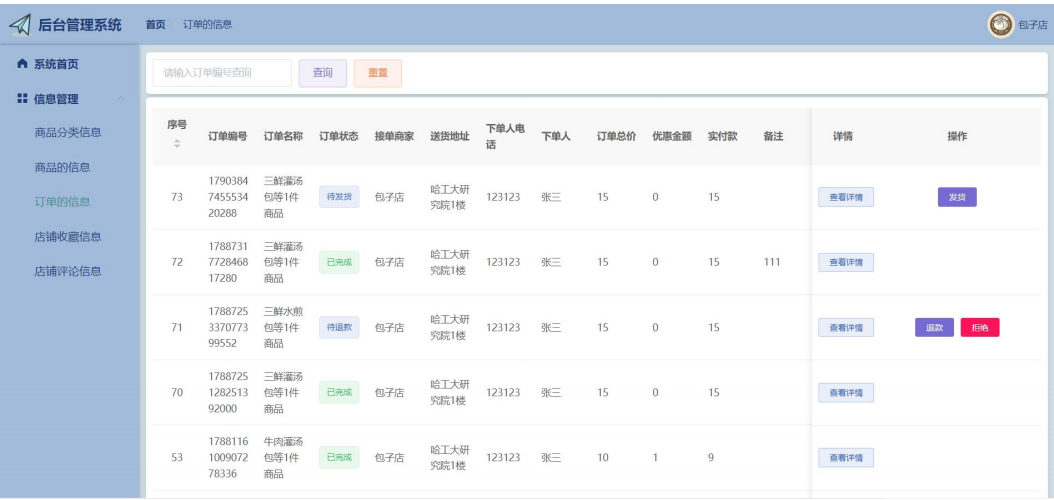 后台管理系统
首页 订单的信息
包子店
系统首页
信息管理
商品分类信息
商品的信息
订单的信息
店铺收藏信息
店铺评论信息
请输入订单编号查询 查询 重置
序号 订单编号 订单名称 订单状态 接单商家 送货地址 下单人电 下单人 订单总价 优惠金额 实付款 备注 详情 操作
话
1790384 三鲜灌汤
73 7455534 包等1件 待发货 包子店 哈工大研 123123 张三 15 0 15 查看详情 发货
究院1楼
20288 商品
1788731 三鲜灌汤
72 7728468 包等1件 已完成 包子店 哈工大研 123123 张三 15 0 15 111 查看详情
究院1楼
17280 商品
1788725 三鲜水煎
71 3370773 包等1件 待退款 包子店 哈工大研 123123 张三 15 0 15 查看详情 退款 拒绝
究院1楼
99552 商品
1788725 三鲜灌汤
70 1282513 包等1件 已完成 包子店 哈工大研 123123 张三 15 0 15 查看详情
究院1楼
92000 商品
1788116 牛肉灌汤
53 1009072 包等1件 已完成 包子店 哈工大研 123123 张三 10 1 9 查看详情
究院1楼
78336 商品